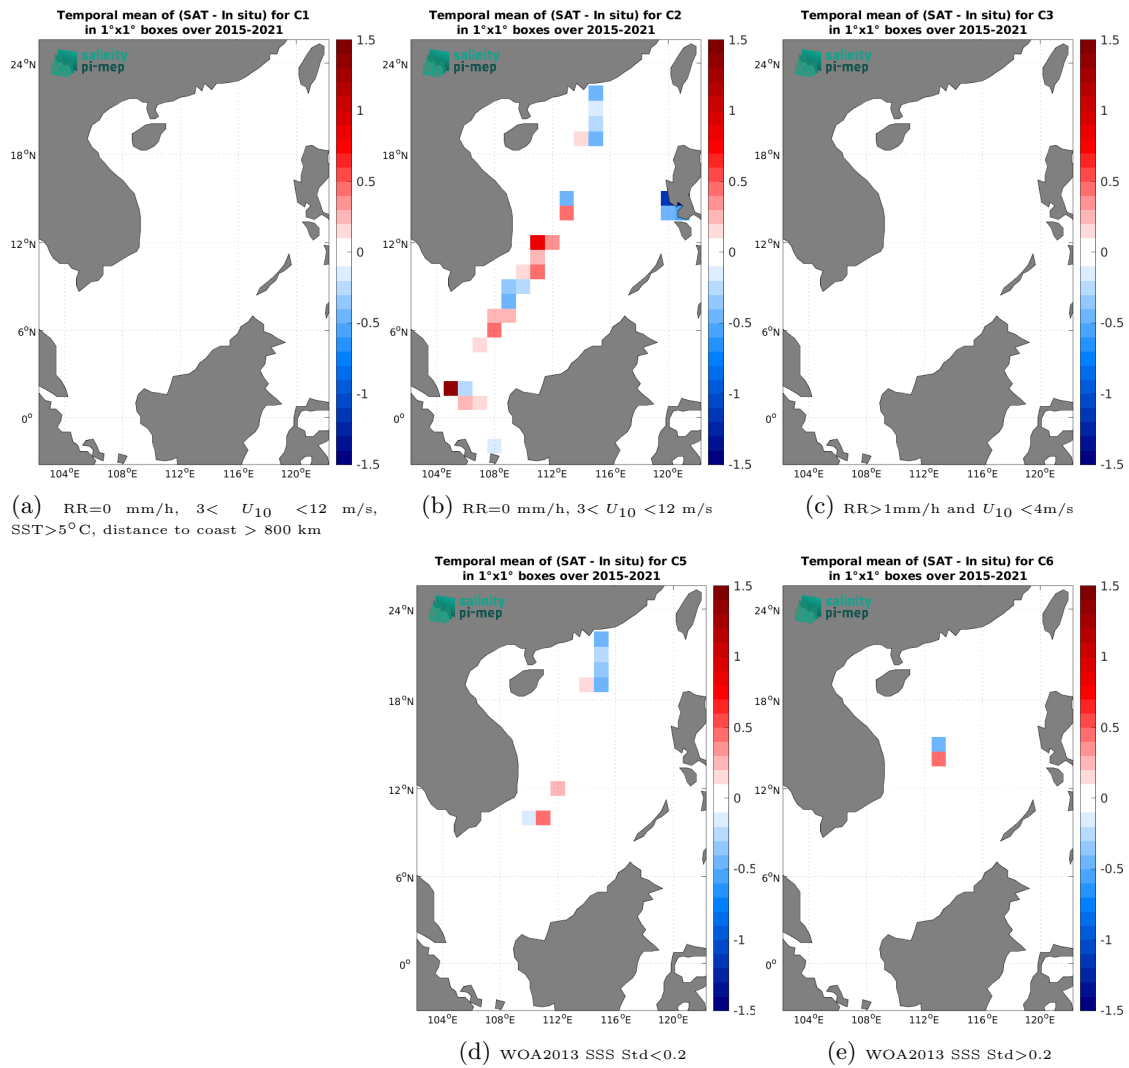 Temporal mean of (SAT - In situ) for C1
in 1°x1° boxes over 2015-2021
salinity
pi-mep
24°N
18°N
12°N
6°N
0°
104°E 108°E 112°E 116°E 120°E
1.5
1
0.5
0
-0.5
-1
-1.5
(a) RR=0 mm/h, 3< U10 <12 m/s,
SST>5°C, distance to coast > 800 km
Temporal mean of (SAT - In situ) for C2
in 1°x1° boxes over 2015-2021
salinity
pi-mep
24°N
18°N
12°N
6°N
0°
104°E 108°E 112°E 116°E 120°E
1.5
1
0.5
0
-0.5
-1
-1.5
(b) RR=0 mm/h, 3< U10 <12 m/s
Temporal mean of (SAT - In situ) for C3
in 1°x1° boxes over 2015-2021
salinity
pi-mep
24°N
18°N
12°N
6°N
0°
104°E 108°E 112°E 116°E 120°E
1.5
1
0.5
0
-0.5
-1
-1.5
(c) RR>1mm/h and U10 <4m/s
Temporal mean of (SAT - In situ) for C5
in 1°x1° boxes over 2015-2021
salinity
pi-mep
24°N
18°N
12°N
6°N
0°
104°E 108°E 112°E 116°E 120°E
1.5
1
0.5
0
-0.5
-1
-1.5
(d) WOA2013 SSS Std<0.2
Temporal mean of (SAT - In situ) for C6
in 1°x1° boxes over 2015-2021
salinity
pi-mep
24°N
18°N
12°N
6°N
0°
104°E 108°E 112°E 116°E 120°E
1.5
1
0.5
0
-0.5
-1
-1.5
(e) WOA2013 SSS Std>0.2